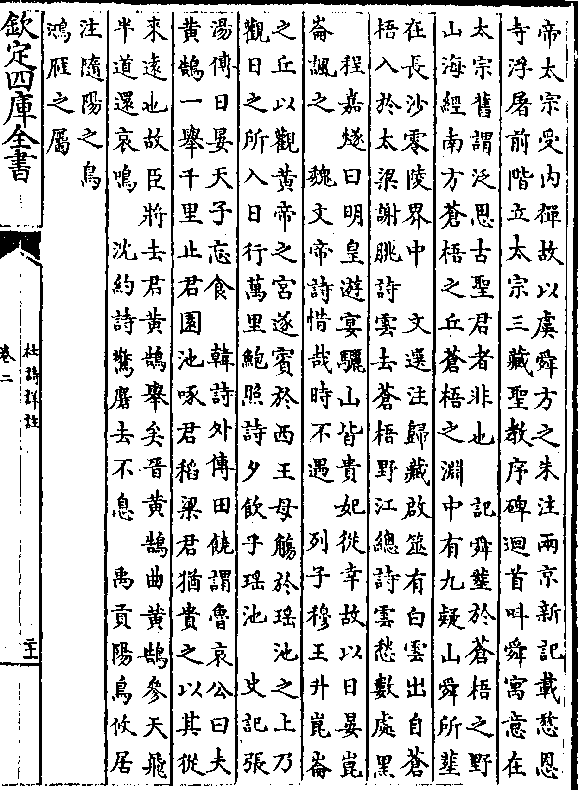 帝太宗受内禪故以虞舜方之朱注兩京新記載慈恩
寺浮屠前階立太宗三藏聖教序碑迴首叫舜寓意在
太宗舊謂泛思古聖君者非也　記舜塟於蒼梧之野
山海經南方蒼梧之丘蒼梧之淵中有九疑山舜所塟
在長沙零陵界中　文選注歸藏啟筮有白雲出自蒼
梧入於太梁謝朓詩雲去蒼梧野江總詩雲愁數處黑
程嘉燧曰明皇遊宴驪山皆貴妃從幸故以日晏崑
崙諷之　魏文帝詩惜哉時不遇　列子穆王升崑崙
之丘以觀黄帝之宮遂賓於西王母觴於瑶池之上乃
觀日之所入日行萬里鮑照詩夕飲乎瑶池　史記張
湯傳日晏天子忘食　韓詩外傳田饒謂魯哀公曰夫
黄鵠一舉千里止君園池啄君稻粱君猶貴之以其從
來遠也故臣將去君黄鵠舉矣晋黄鵠曲黄鵠參天飛
半道還哀鳴　沈約詩驚麏去不息　禹貢陽鳥攸居
注隨陽之鳥
鴻雁之屬
欽定四庫全書
杜詩詳註
卷二